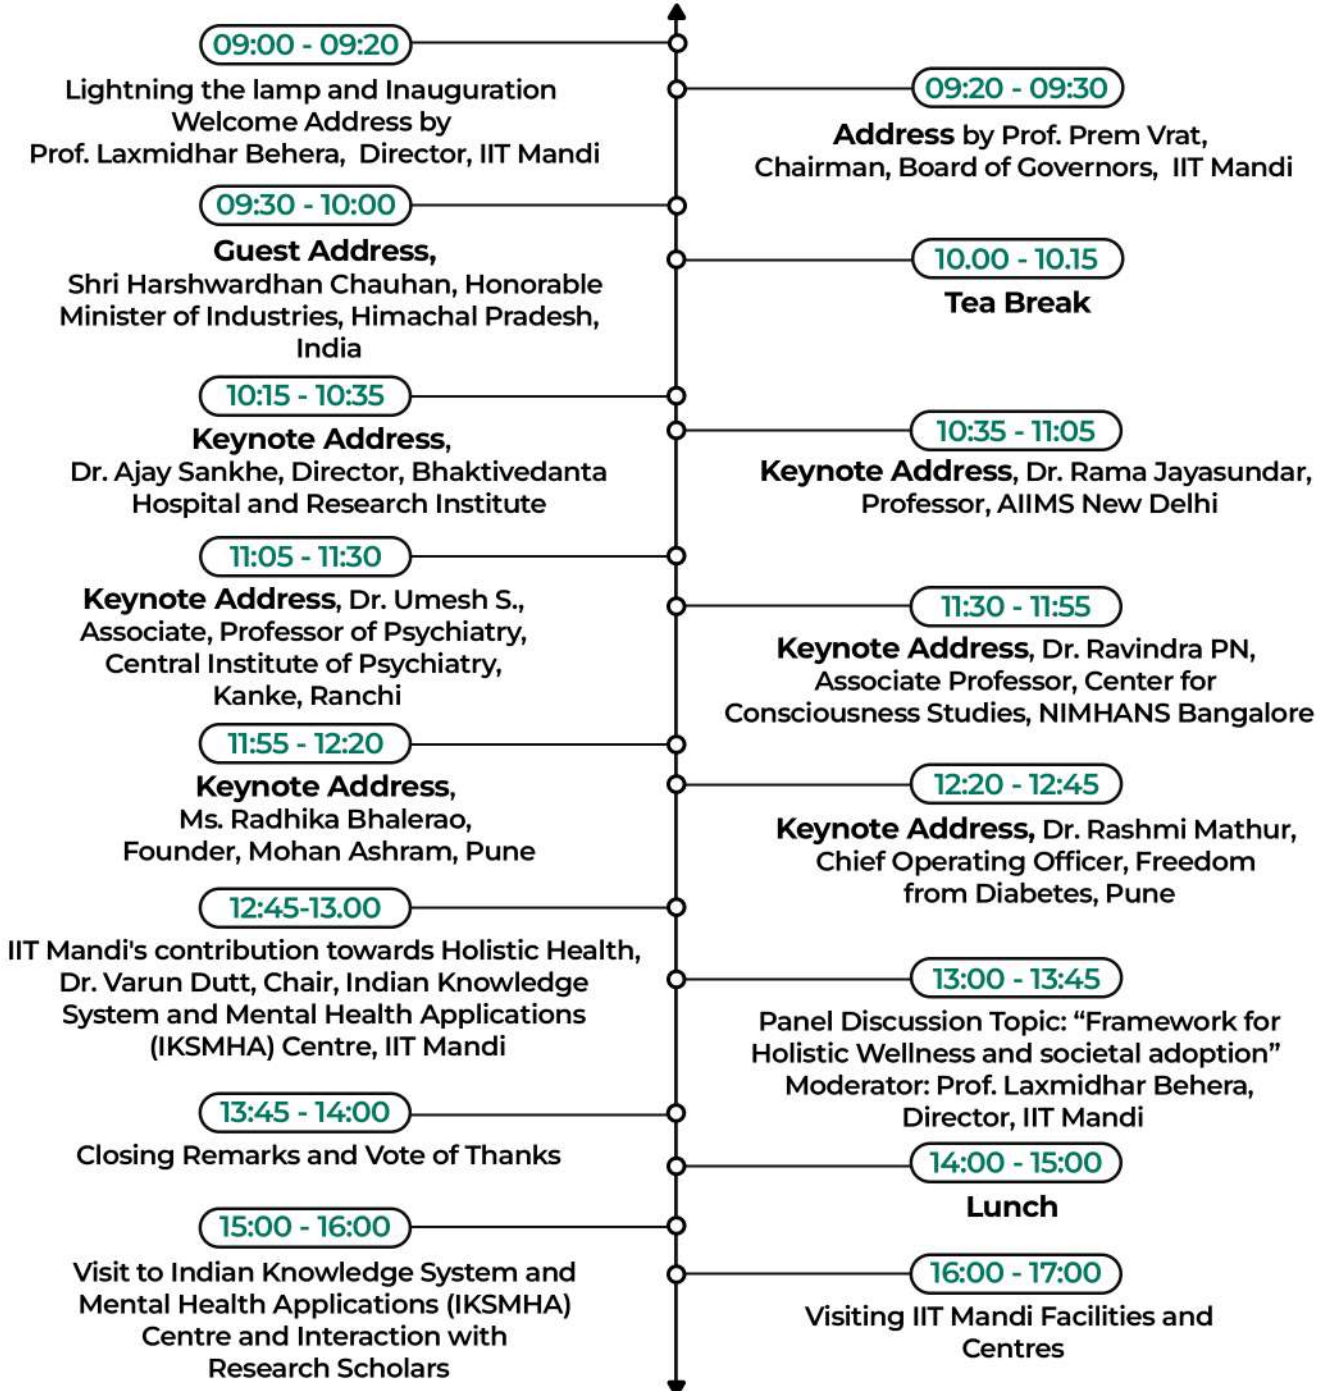 09:00 - 09:20
Lightning the lamp and Inauguration
Welcome Address by
Prof. Laxmidhar Behera, Director, IIT Mandi
09:20 - 09:30
Address by Prof. Prem Vrat,
Chairman, Board of Governors, IIT Mandi
09:30 - 10:00
Guest Address,
Shri Harshwardhan Chauhan, Honorable
Minister of Industries, Himachal Pradesh,
India
10.00 - 10.15
Tea Break
10:15 - 10:35
Keynote Address,
Dr. Ajay Sankhe, Director, Bhaktivedanta
Hospital and Research Institute
10:35 - 11:05
Keynote Address, Dr. Rama Jayasundar,
Professor, AIIMS New Delhi
11:05 - 11:30
Keynote Address, Dr. Umesh S.,
Associate, Professor of Psychiatry,
Central Institute of Psychiatry,
Kanke, Ranchi
11:30 - 11:55
Keynote Address, Dr. Ravindra PN,
Associate Professor, Center for
Consciousness Studies, NIMHANS Bangalore
11:55 - 12:20
Keynote Address,
Ms. Radhika Bhalerao,
Founder, Mohan Ashram, Pune
12:20 - 12:45
Keynote Address, Dr. Rashmi Mathur,
Chief Operating Officer, Freedom
from Diabetes, Pune
12:45-13.00
IIT Mandi's contribution towards Holistic Health,
Dr. Varun Dutt, Chair, Indian Knowledge
System and Mental Health Applications
(IKSMHA) Centre, IIT Mandi
13:00 - 13:45
Panel Discussion Topic: “Framework for
Holistic Wellness and societal adoption”
Moderator: Prof. Laxmidhar Behera,
Director, IIT Mandi
13:45 - 14:00
Closing Remarks and Vote of Thanks
14:00 - 15:00
Lunch
15:00 - 16:00
Visit to Indian Knowledge System and
Mental Health Applications (IKSMHA)
Centre and Interaction with
Research Scholars
16:00 - 17:00
Visiting IIT Mandi Facilities and
Centres